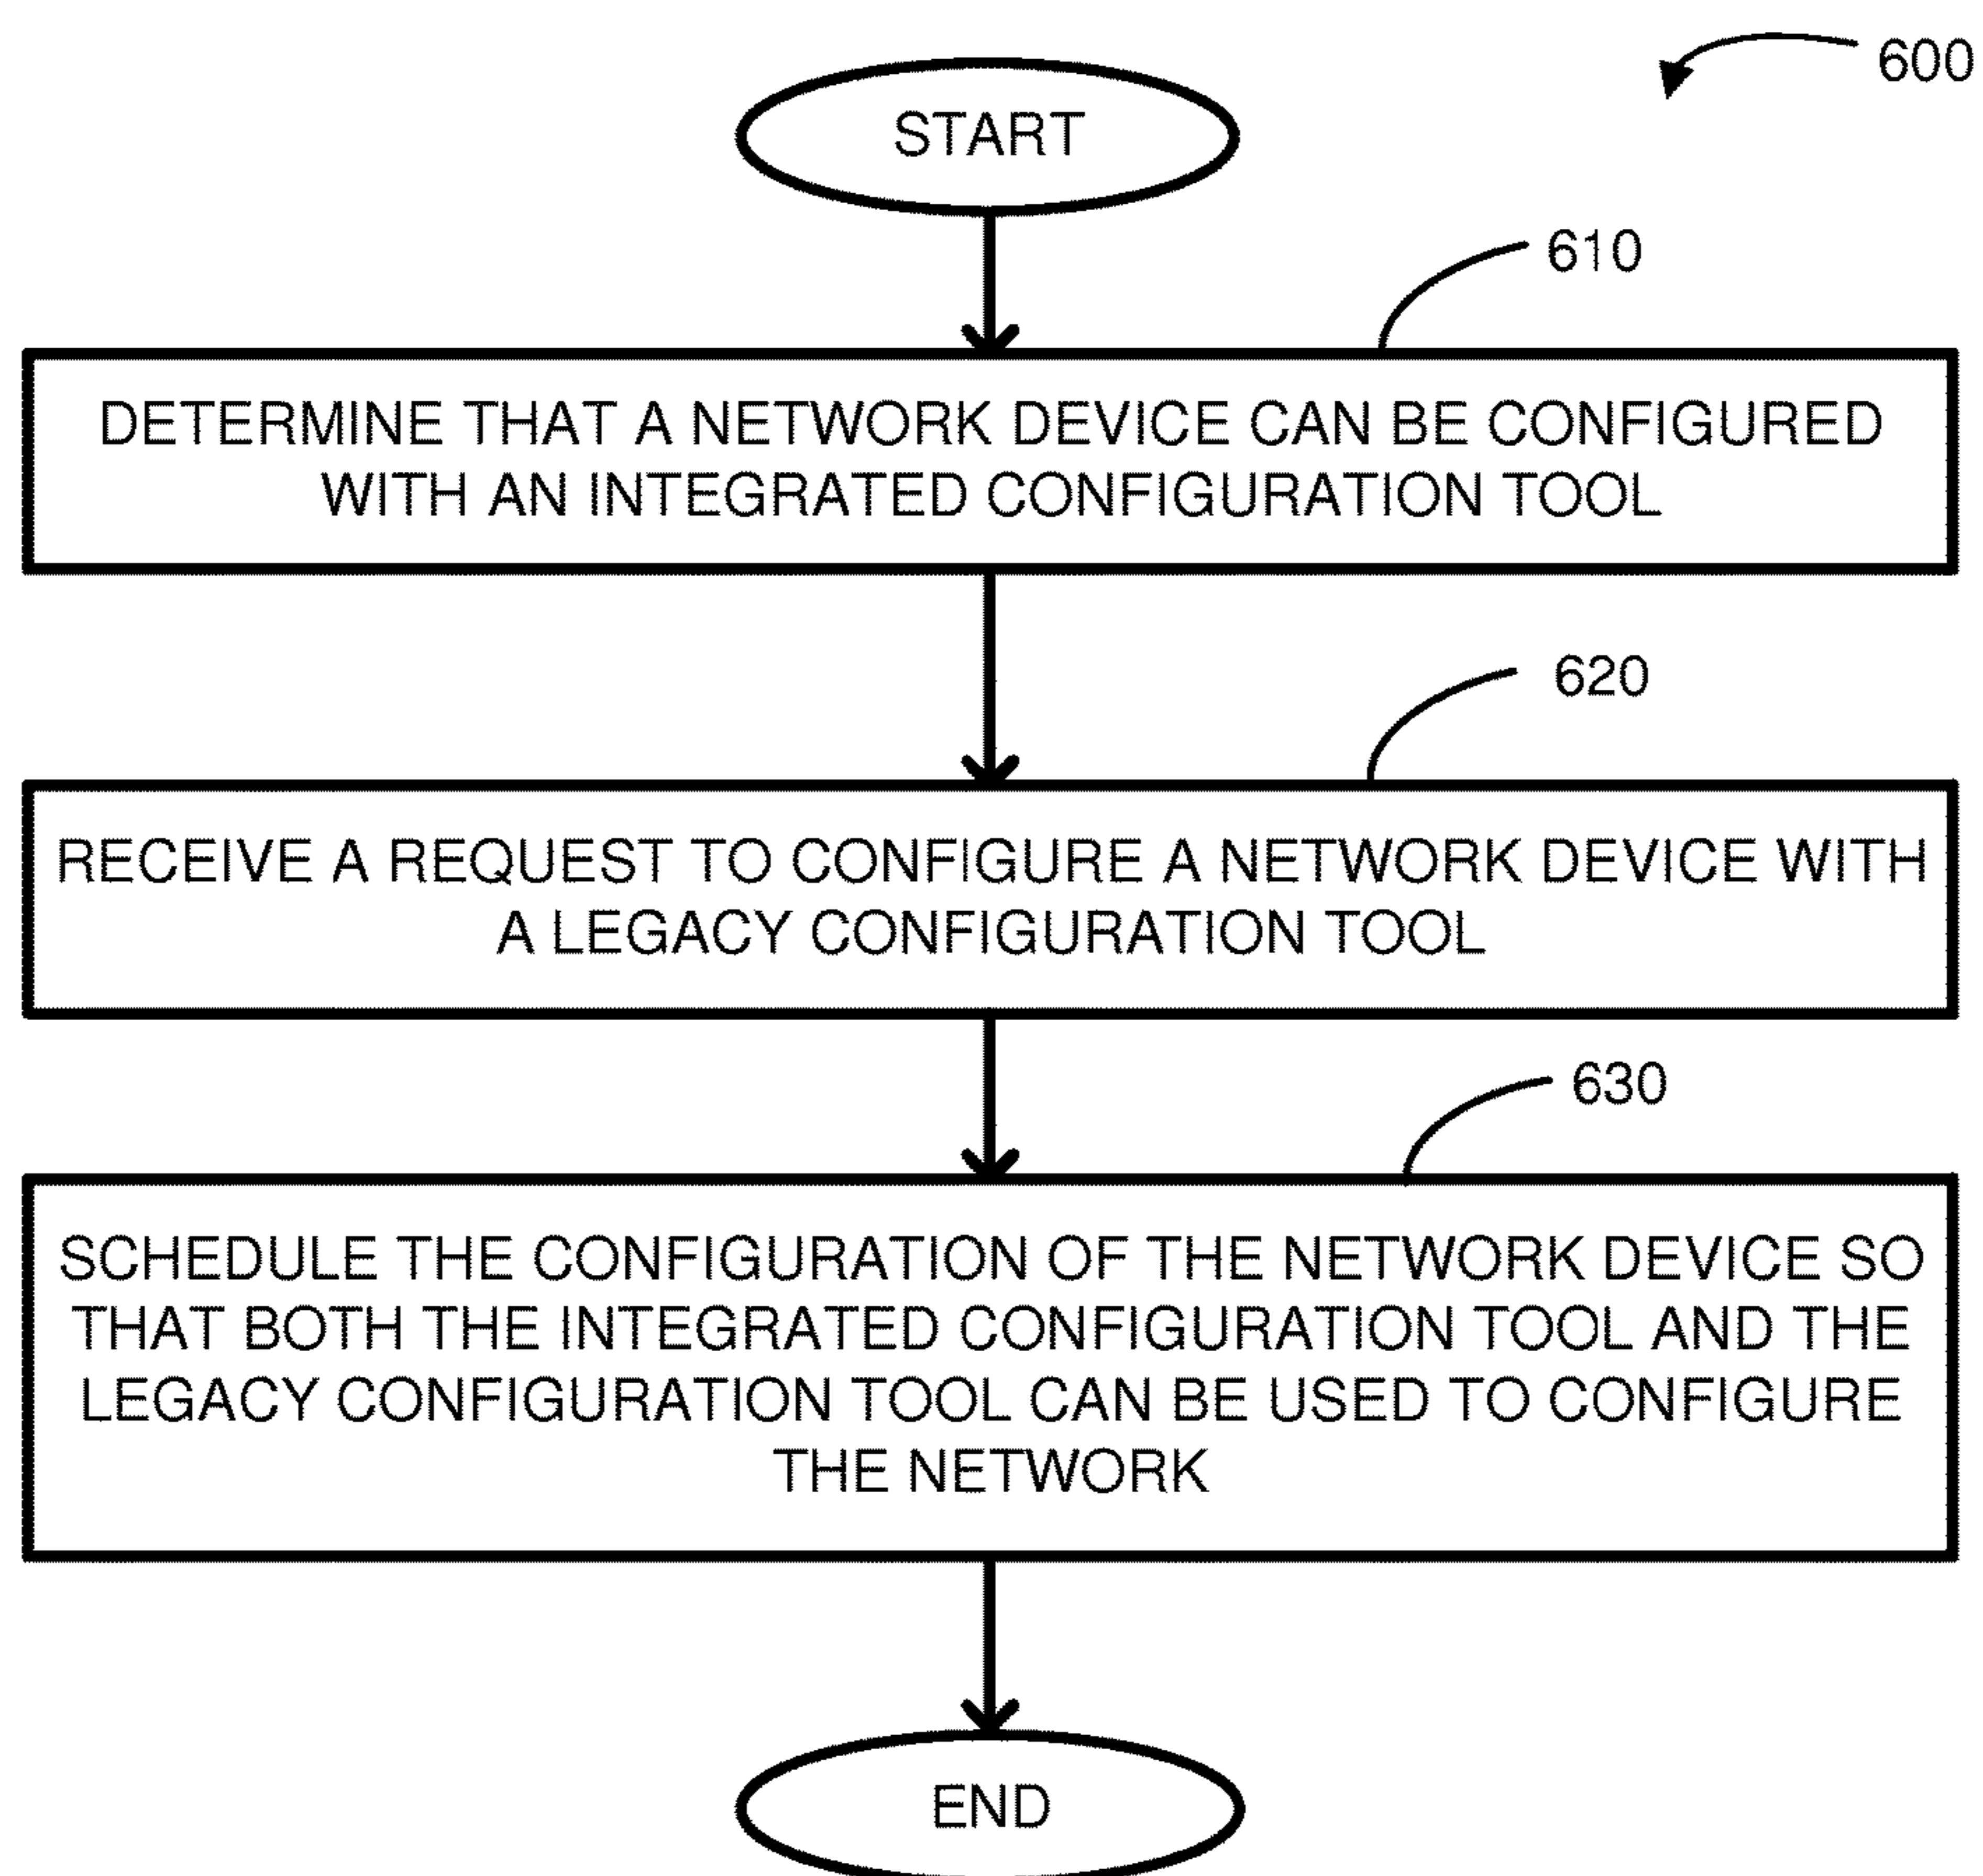 600
START
610
DETERMINE THAT A NETWORK DEVICE CAN BE CONFIGURED
WITH AN INTEGRATED CONFIGURATION TOOL
620
RECEIVE A REQUEST TO CONFIGURE A NETWORK DEVICE WITH
A LEGACY CONFIGURATION TOOL
630
SCHEDULE THE CONFIGURATION OF THE NETWORK DEVICE SO
THAT BOTH THE INTEGRATED CONFIGURATION TOOL AND THE
LEGACY CONFIGURATION TOOL CAN BE USED TO CONFIGURE
THE NETWORK
END